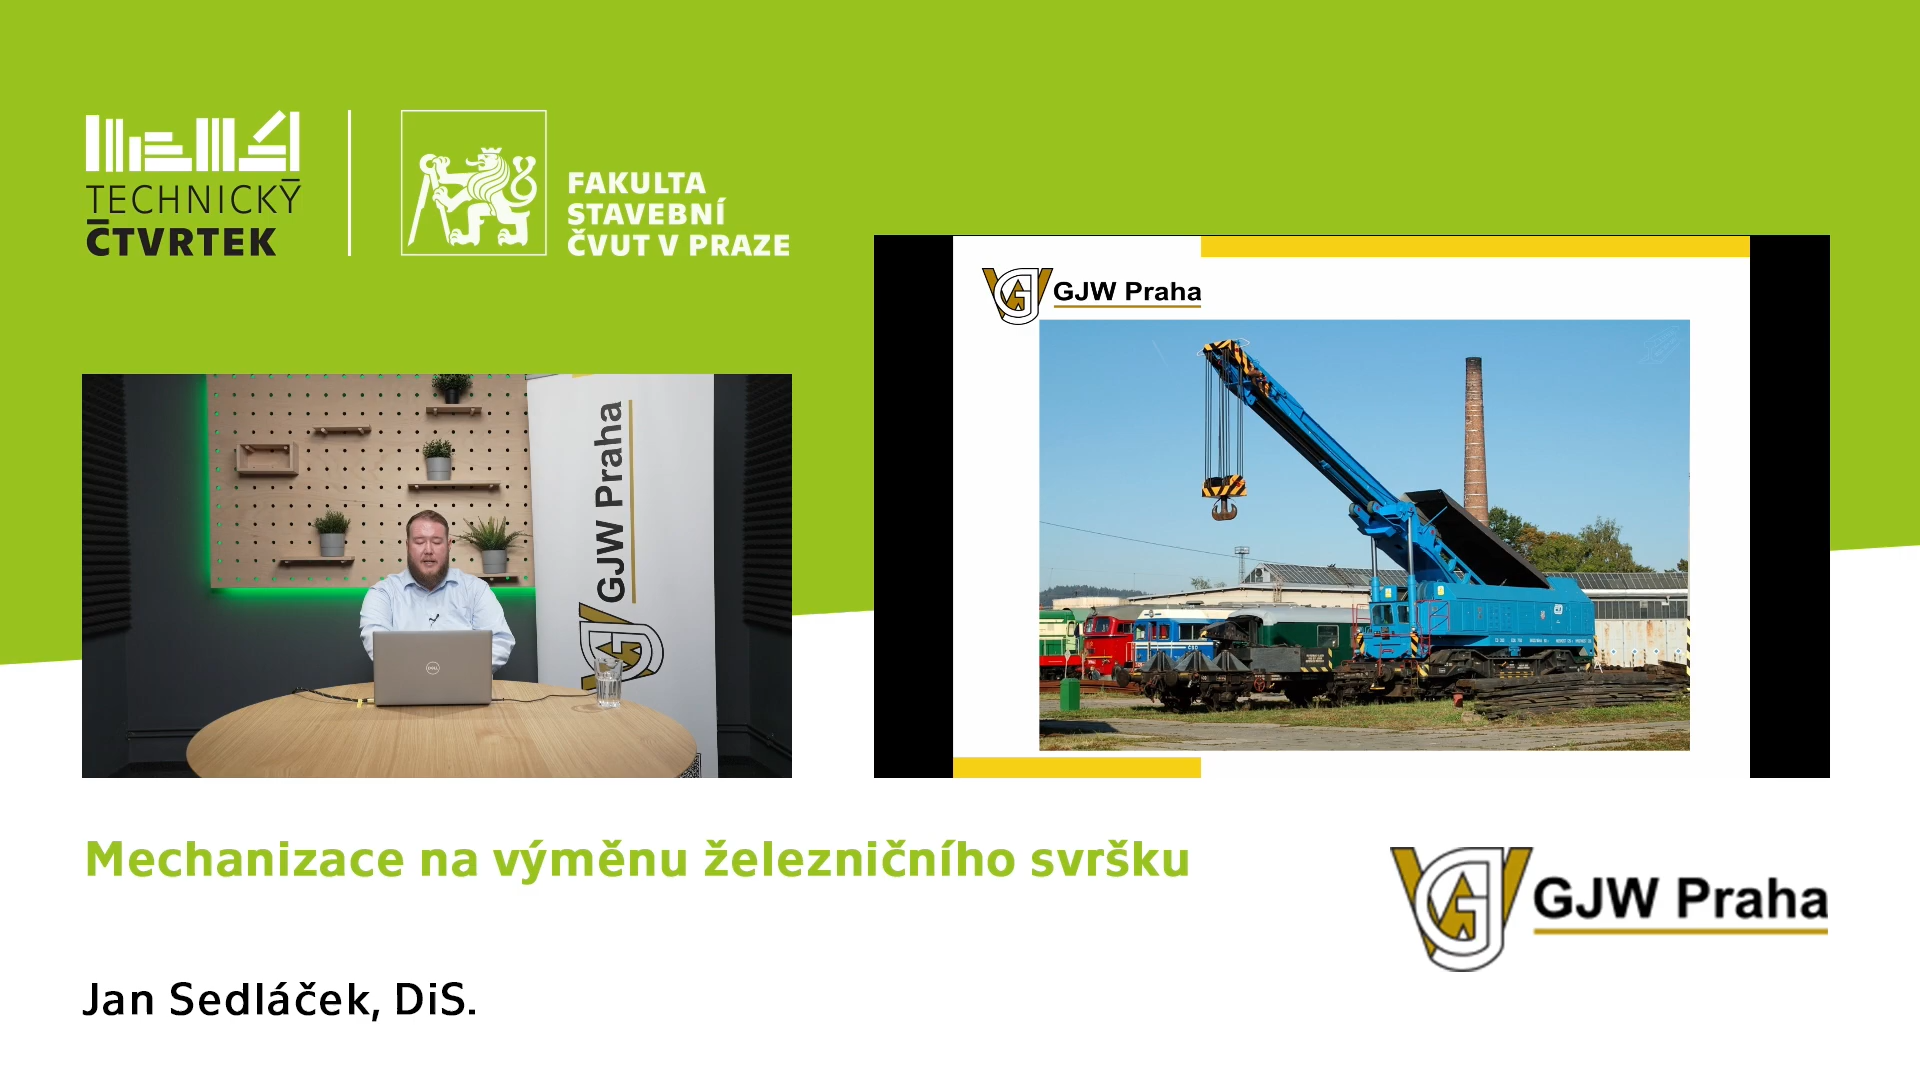 TECHNICKÝ
ČTVRTEK
FAKULTA
STAVEBNÍ
ČVUT V PRAZE
GJW Praha
GJW Praha
DELL
Mechanizace na výměnu železničního svršku
GJW Praha
Jan Sedláček, DiS.